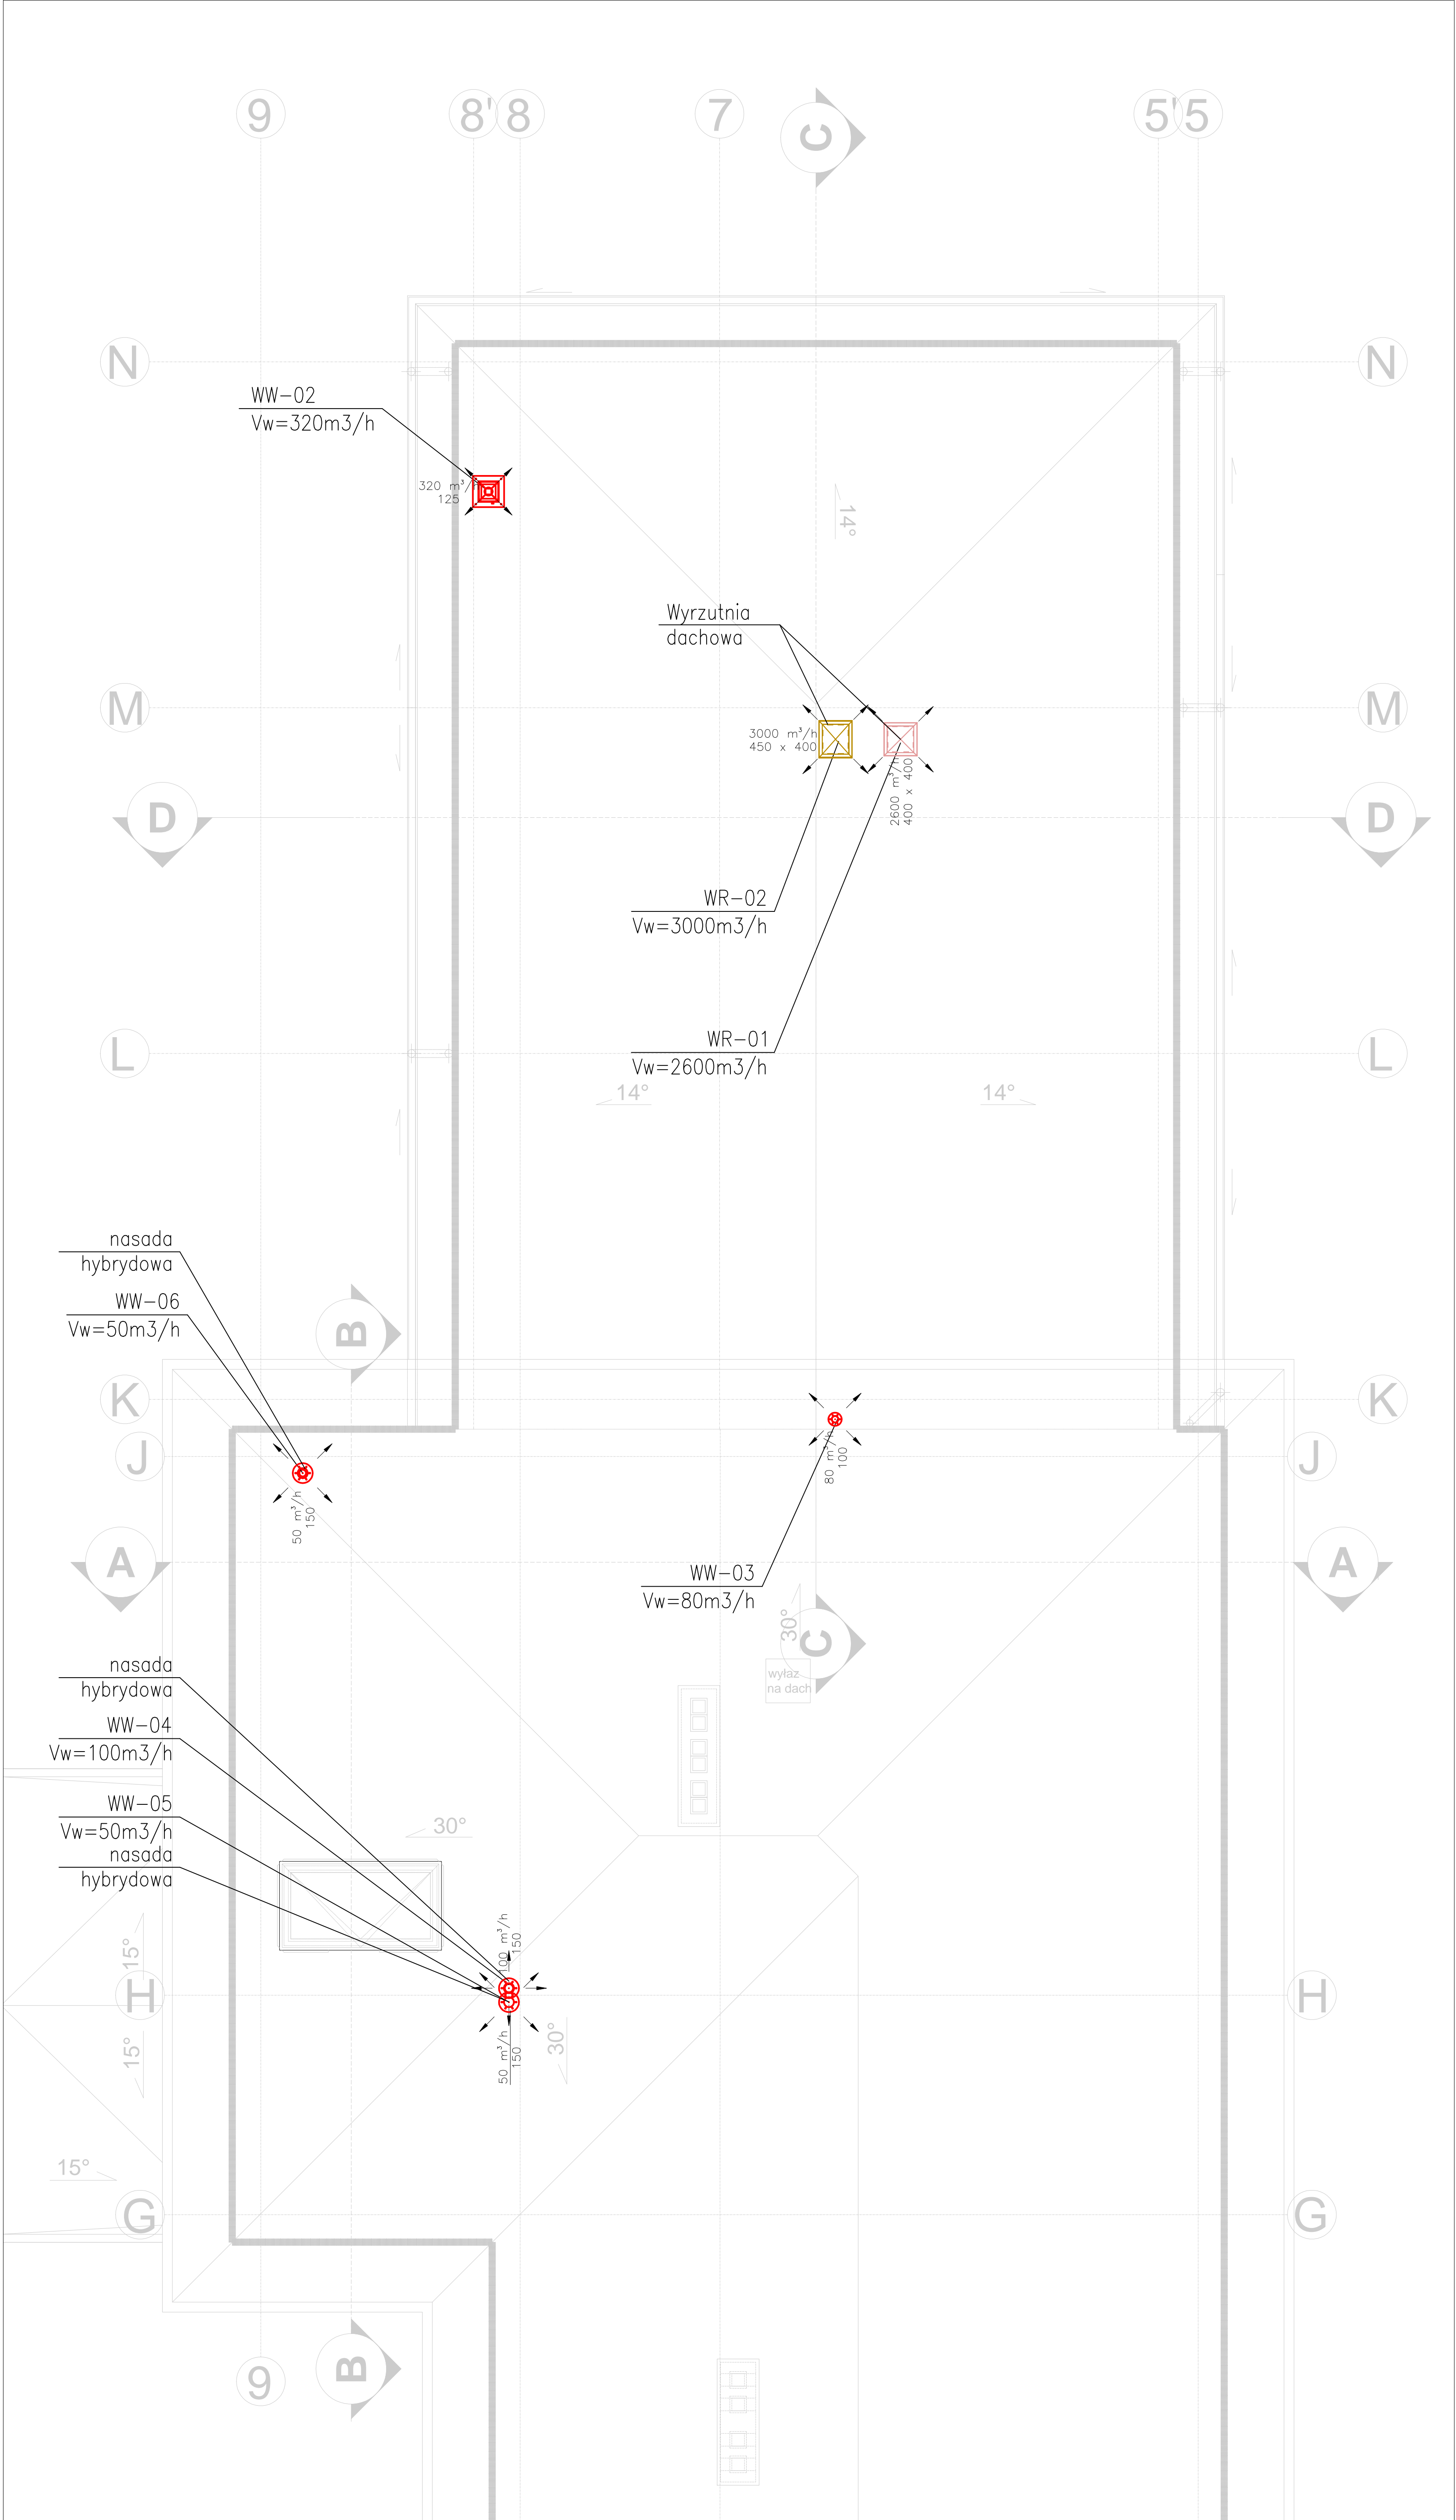 9
8'
8
7
5'
5
C
N
N
WW-02
Vw=320m3/h
320 m³/h
125
14°
Wyrzutnia
dachowa
M
M
3000 m³/h
450 x 400
2600 m³/h
400 x 400
D
D
WR-02
Vw=3000m3/h
WR-01
Vw=2600m3/h
L
L
14°
14°
nasada
hybrydowa
WW-06
Vw=50m3/h
B
K
K
J
J
80 m³/h
100
50 m³/h
150
A
A
WW-03
Vw=80m3/h
30°
C
wyłaz
na dach
nasada
hybrydowa
WW-04
Vw=100m3/h
WW-05
Vw=50m3/h
nasada
hybrydowa
30°
100 m³/h
150
15°
H
H
50 m³/h
150
30°
15°
15°
G
G
9
B